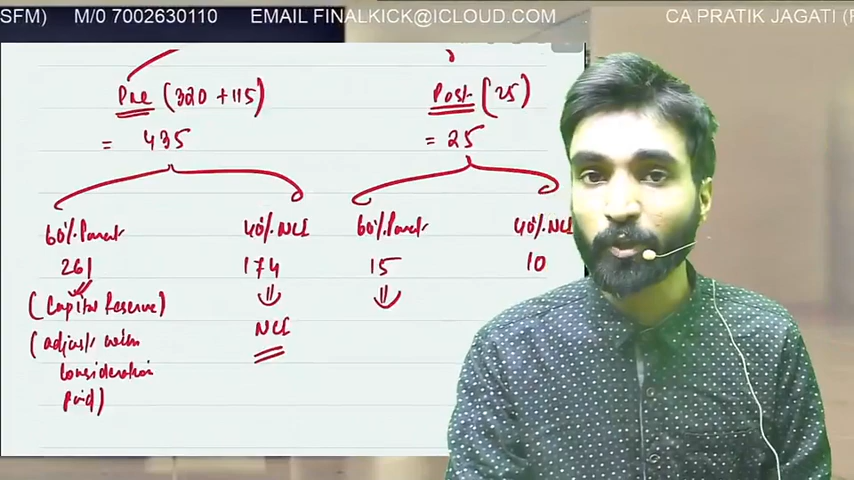 SFM) M/0 7002630110 EMAIL FINALKICK@ICLOUD.COM CA PRATIK JAGATI (F
Pre (320 + 115) Post (25)
= 435 = 25
60% Parent 40% NCI 60% Parent 40% NCI
261 174 15 10
(Capital Reserve)
NCI
(adjust with
consideration
paid)